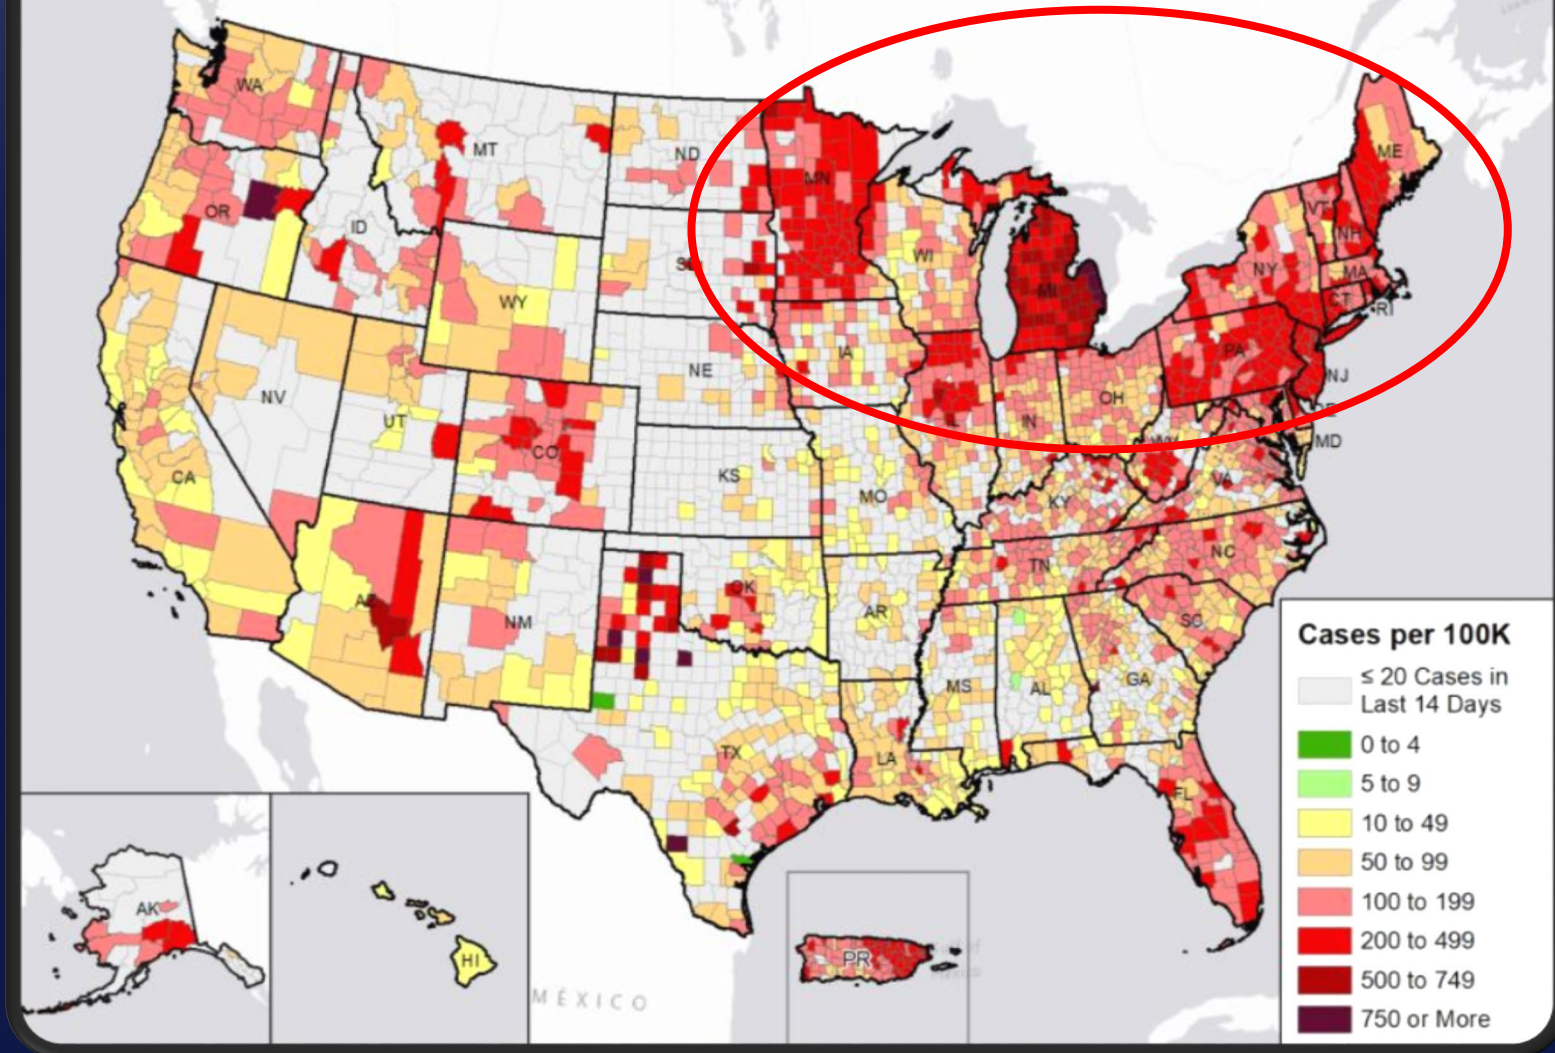 WA
MT
ND
MN
ME
OR
ID
VT
NH
WI
NY
MA
WY
MI
CT
RI
IA
PA
NE
NJ
NV
OH
UT
IN
CO
MD
WV
CA
KS
VA
MO
KY
NC
TN
OK
AR
SC
NM
MS
AL
GA
TX
LA
FL
AK
HI
PR
MÉXICO
Cases per 100K
≤ 20 Cases in
Last 14 Days
0 to 4
5 to 9
10 to 49
50 to 99
100 to 199
200 to 499
500 to 749
750 or More